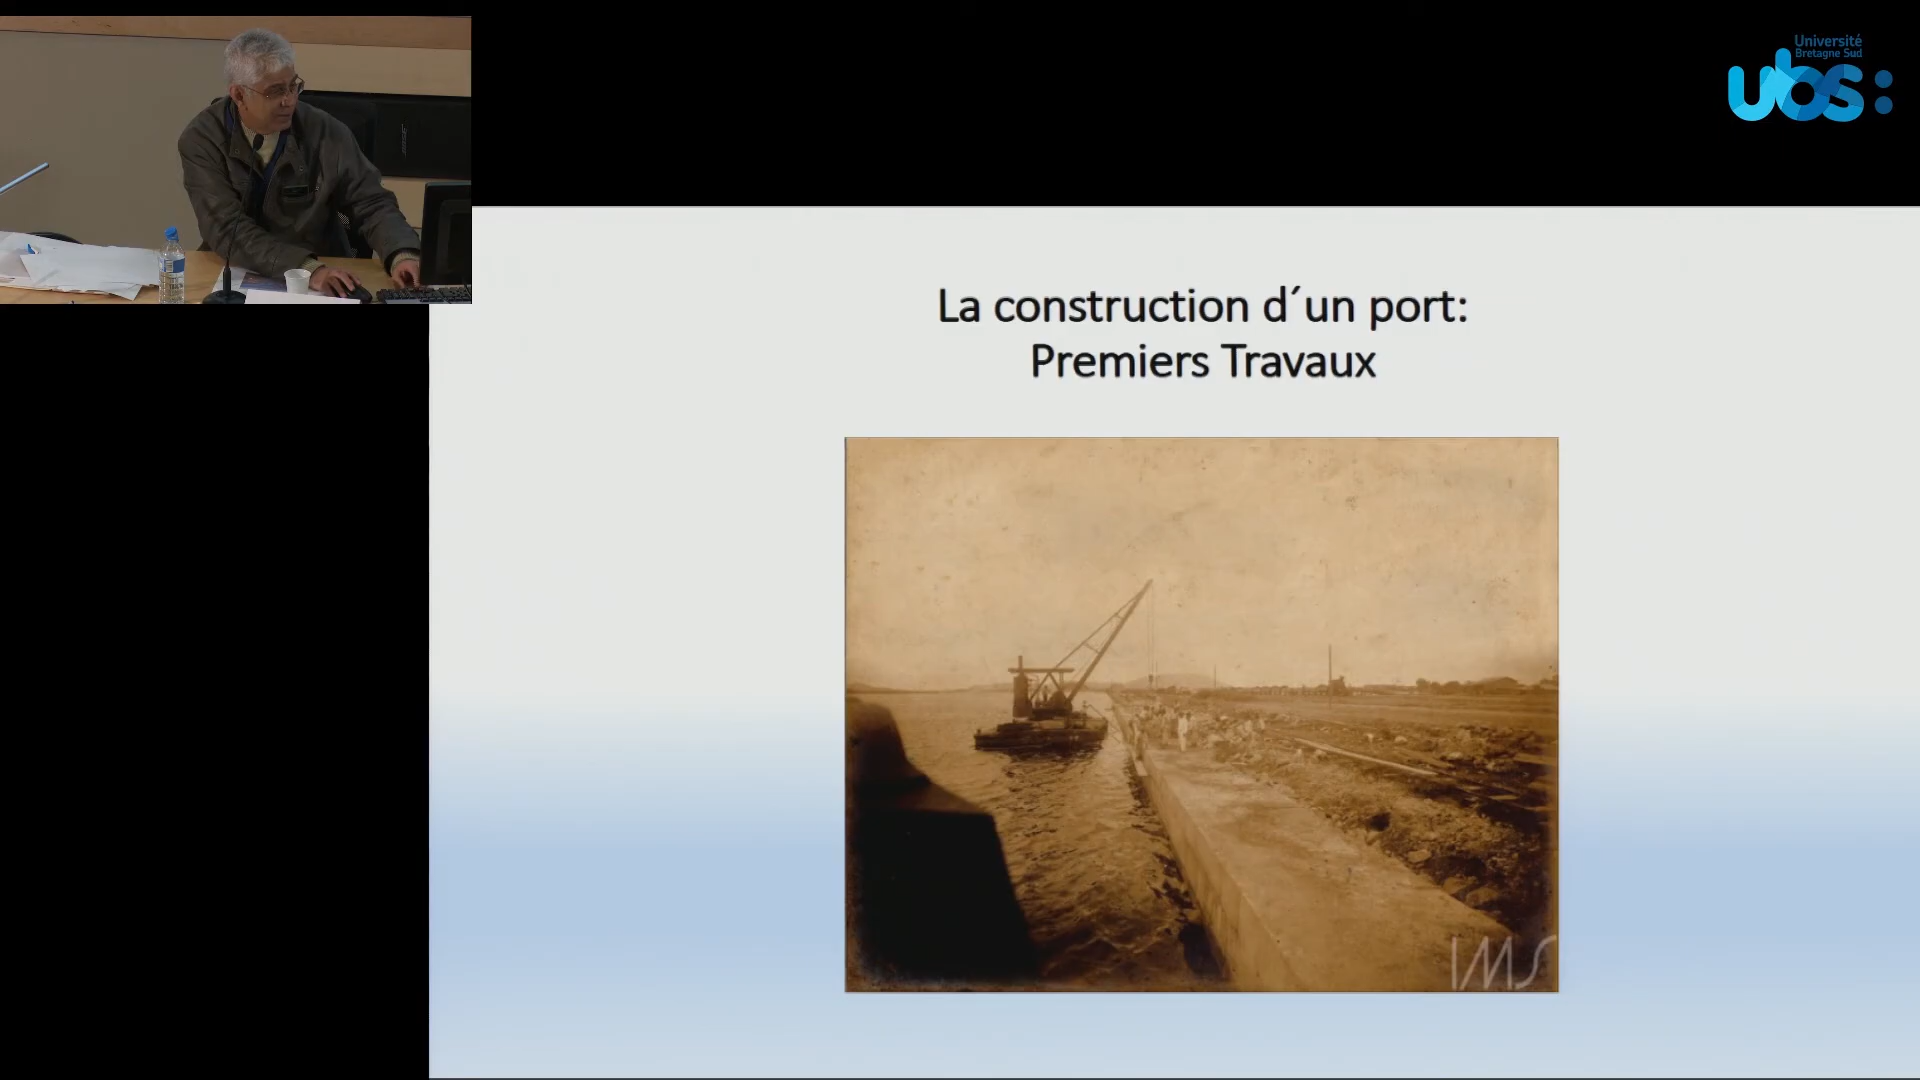 Université
Bretagne Sud
ubs:
La construction d´un port:
Premiers Travaux
IMS